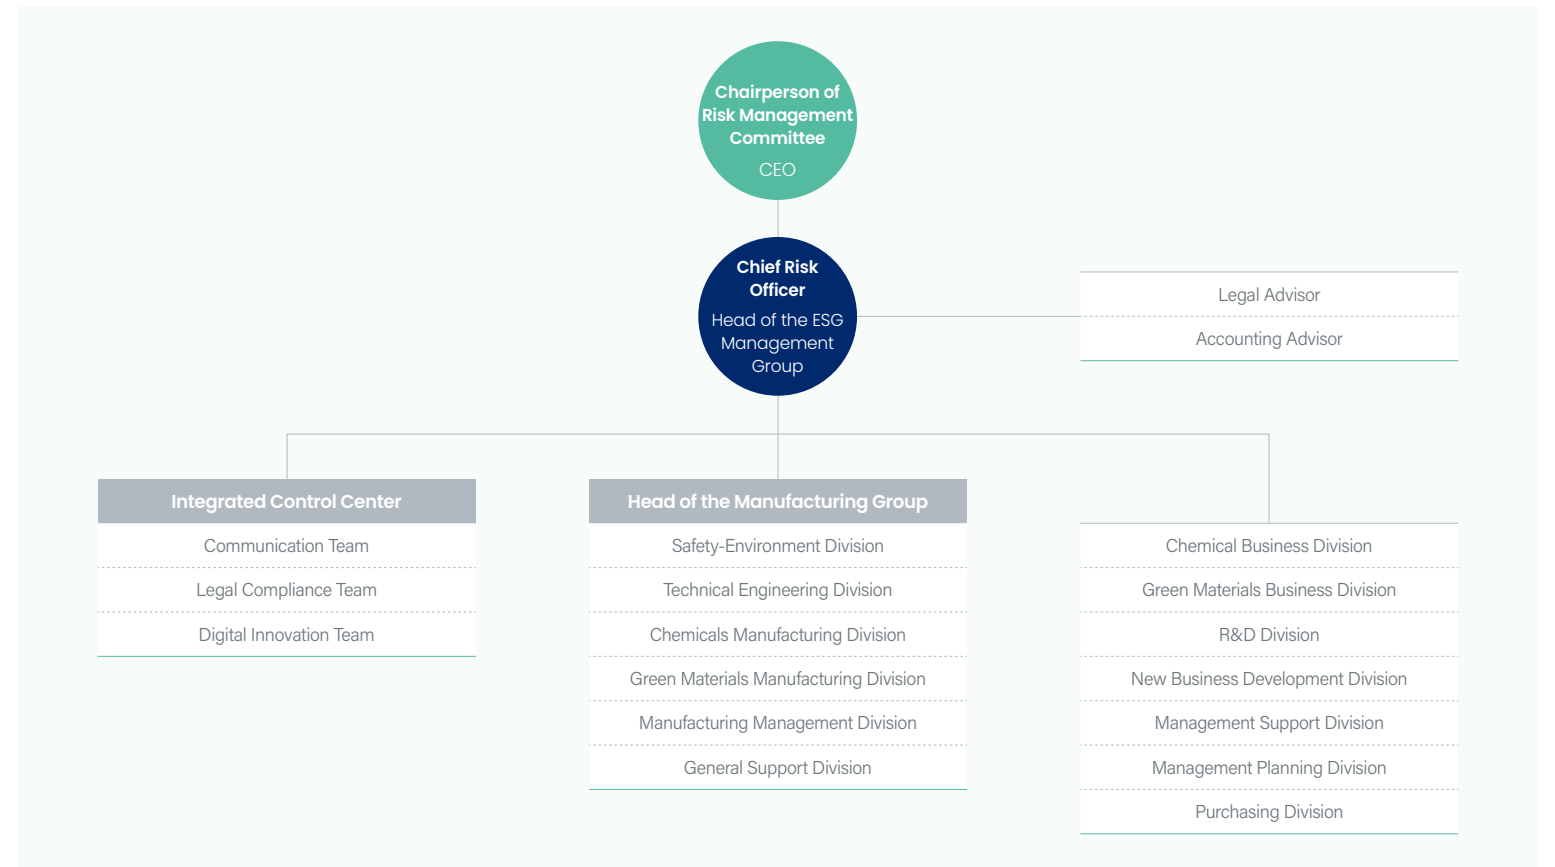 Chairperson of
Risk Management
Committee
CEO
Chief Risk
Officer
Head of the ESG
Management
Group
Legal Advisor
Accounting Advisor
Integrated Control Center
Communication Team
Legal Compliance Team
Digital Innovation Team
Head of the Manufacturing Group
Safety-Environment Division
Technical Engineering Division
Chemicals Manufacturing Division
Green Materials Manufacturing Division
Manufacturing Management Division
General Support Division
Chemical Business Division
Green Materials Business Division
R&D Division
New Business Development Division
Management Support Division
Management Planning Division
Purchasing Division